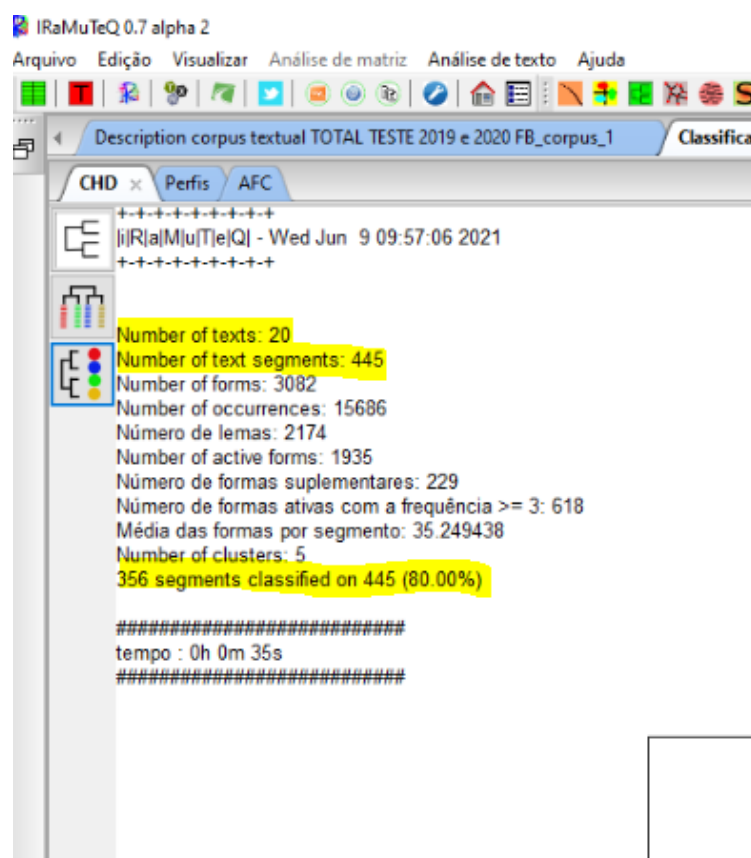 IRaMuTeQ 0.7 alpha 2
Arquivo Edição Visualizar Análise de matriz Análise de texto Ajuda
Description corpus textual TOTAL TESTE 2019 e 2020 FB_corpus_1 Classifica
CHD Perfis AFC
+-+-+-+-+-+-+-+-+
|i|R|a|M|u|T|e|Q| - Wed Jun 9 09:57:06 2021
+-+-+-+-+-+-+-+-+
Number of texts: 20
Number of text segments: 445
Number of forms: 3082
Number of occurrences: 15686
Número de lemas: 2174
Number of active forms: 1935
Número de formas suplementares: 229
Número de formas ativas com a frequência >= 3: 618
Média das formas por segmento: 35.249438
Number of clusters: 5
356 segments classified on 445 (80.00%)
###########################
tempo : 0h 0m 35s
###########################